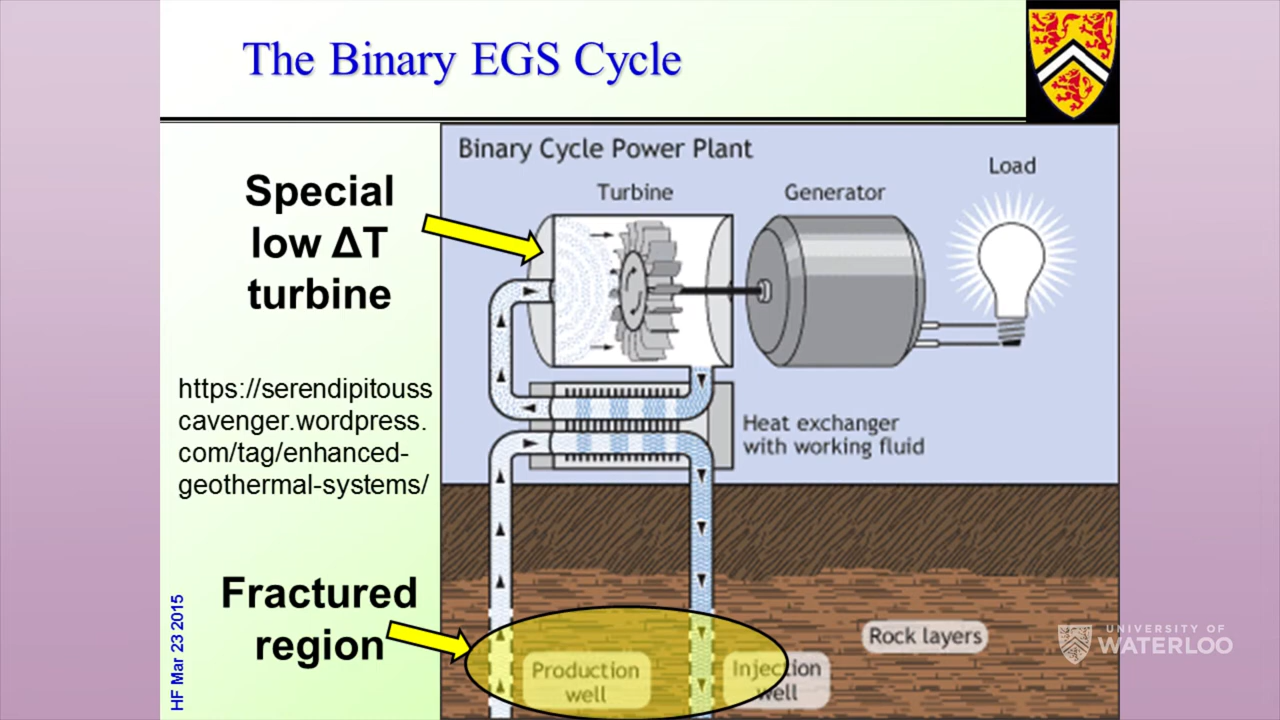 The Binary EGS Cycle
Binary Cycle Power Plant
Special
low ΔT
turbine
Turbine
Generator
Load
https://serendipitouss
cavenger.wordpress.
com/tag/enhanced-
geothermal-systems/
Heat exchanger
with working fluid
Fractured
region
Production
well
Injection
well
Rock layers
HF Mar 23 2015
UNIVERSITY OF
WATERLOO